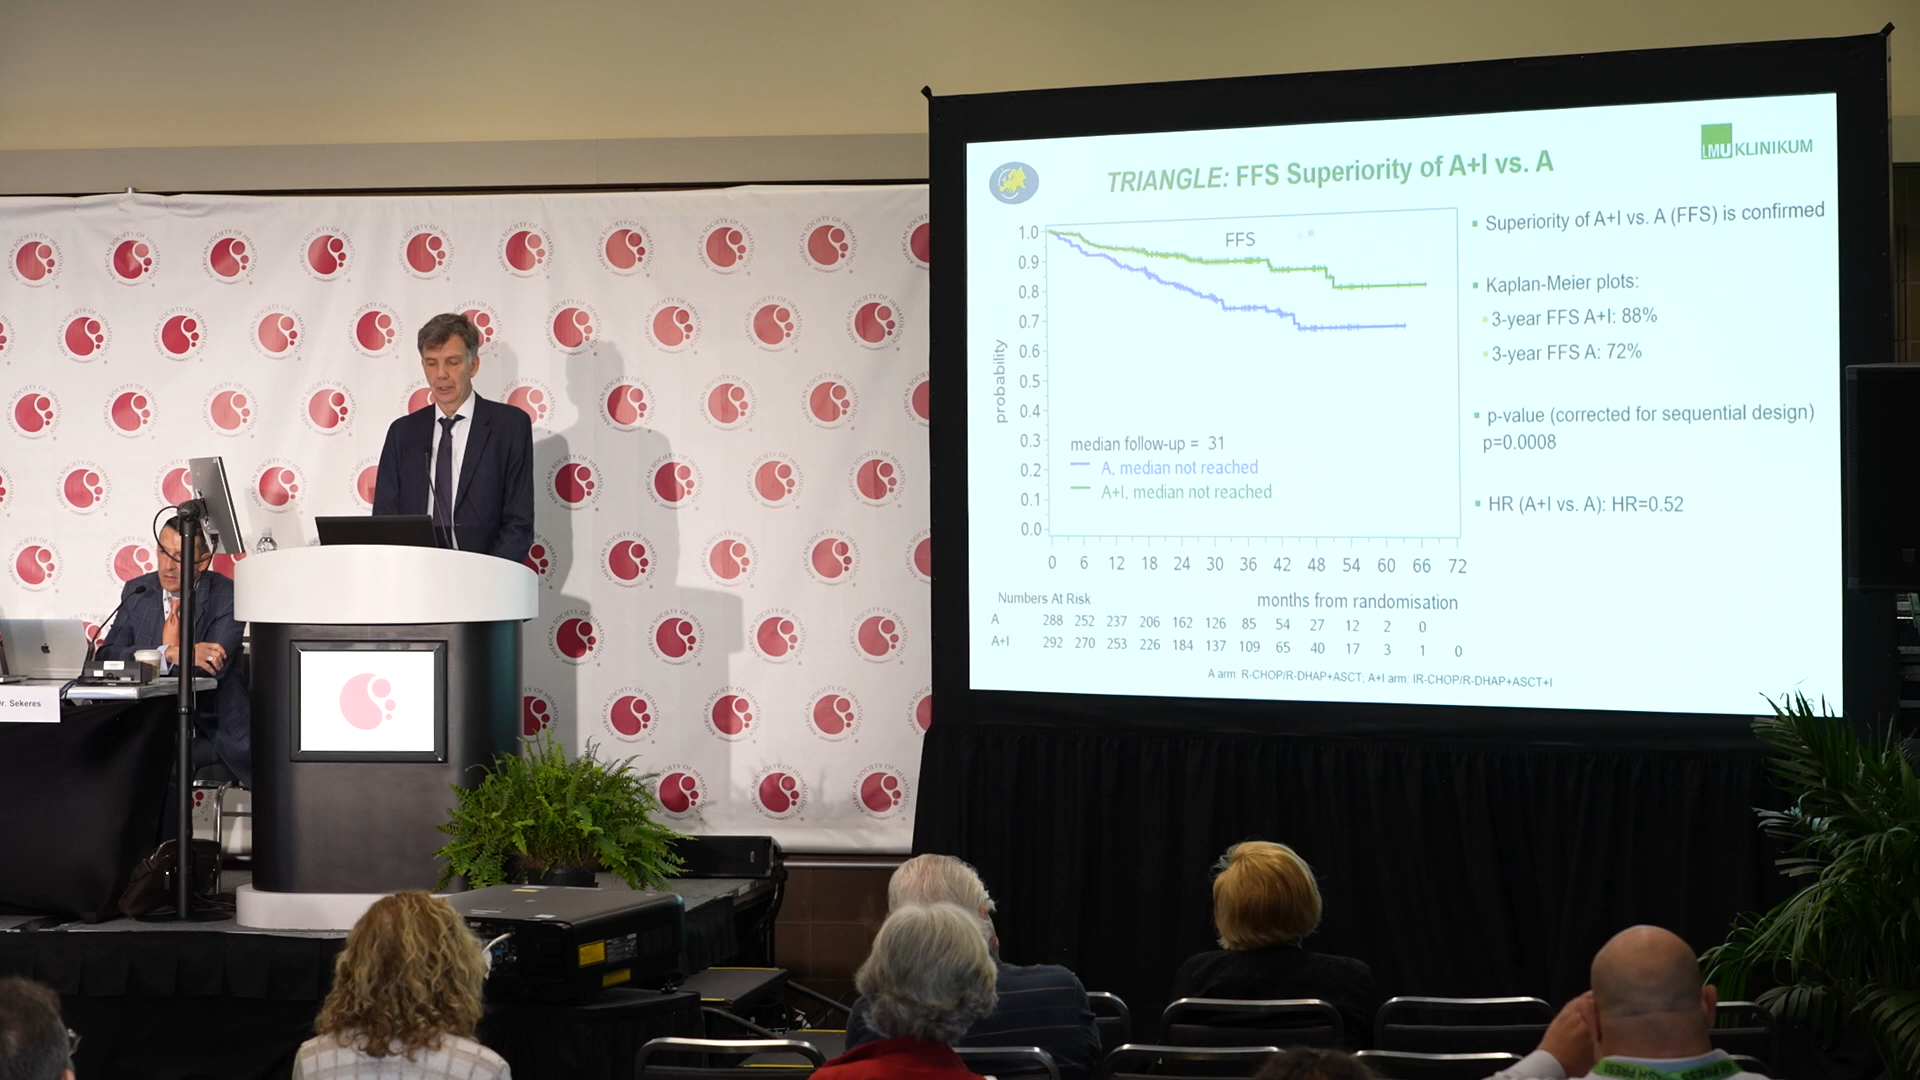 TRIANGLE: FFS Superiority of A+I vs. A
LMU KLINIKUM
FFS
1.0
0.9
0.8
0.7
0.6
0.5
0.4
0.3
0.2
0.1
0.0
probability
median follow-up = 31
A, median not reached
A+I, median not reached
0 6 12 18 24 30 36 42 48 54 60 66 72
months from randomisation
Numbers At Risk
A 288 252 237 206 162 126 85 54 27 12 2 0
A+I 292 270 253 226 184 137 109 65 40 17 3 1 0
A arm: R-CHOP/R-DHAP+ASCT; A+I arm: IR-CHOP/R-DHAP+ASCT+I
Superiority of A+I vs. A (FFS) is confirmed
Kaplan-Meier plots:
3-year FFS A+I: 88%
3-year FFS A: 72%
p-value (corrected for sequential design)
p=0.0008
HR (A+I vs. A): HR=0.52
AMERICAN SOCIETY OF HEMATOLOGY
Dr. Sekeres